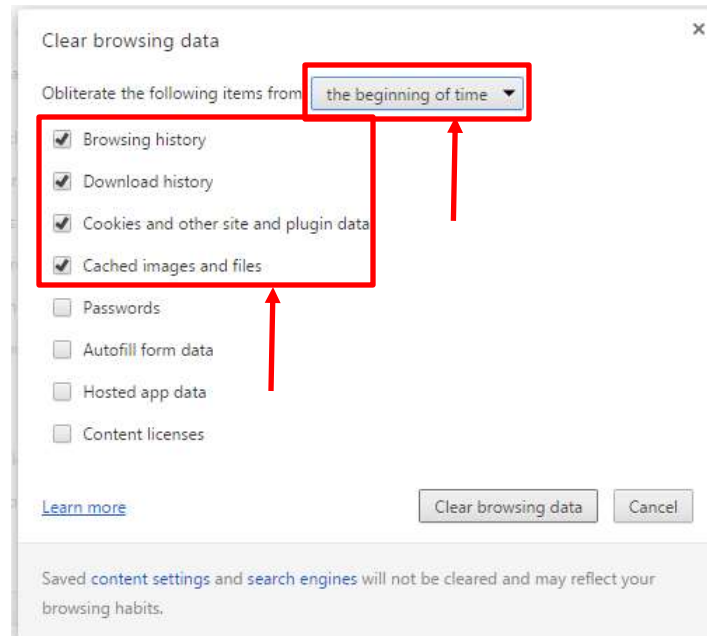 Clear browsing data
Obliterate the following items from the beginning of time
Browsing history
Download history
Cookies and other site and plugin data
Cached images and files
Passwords
Autofill form data
Hosted app data
Content licenses
Learn more Clear browsing data Cancel
Saved content settings and search engines will not be cleared and may reflect your
browsing habits.